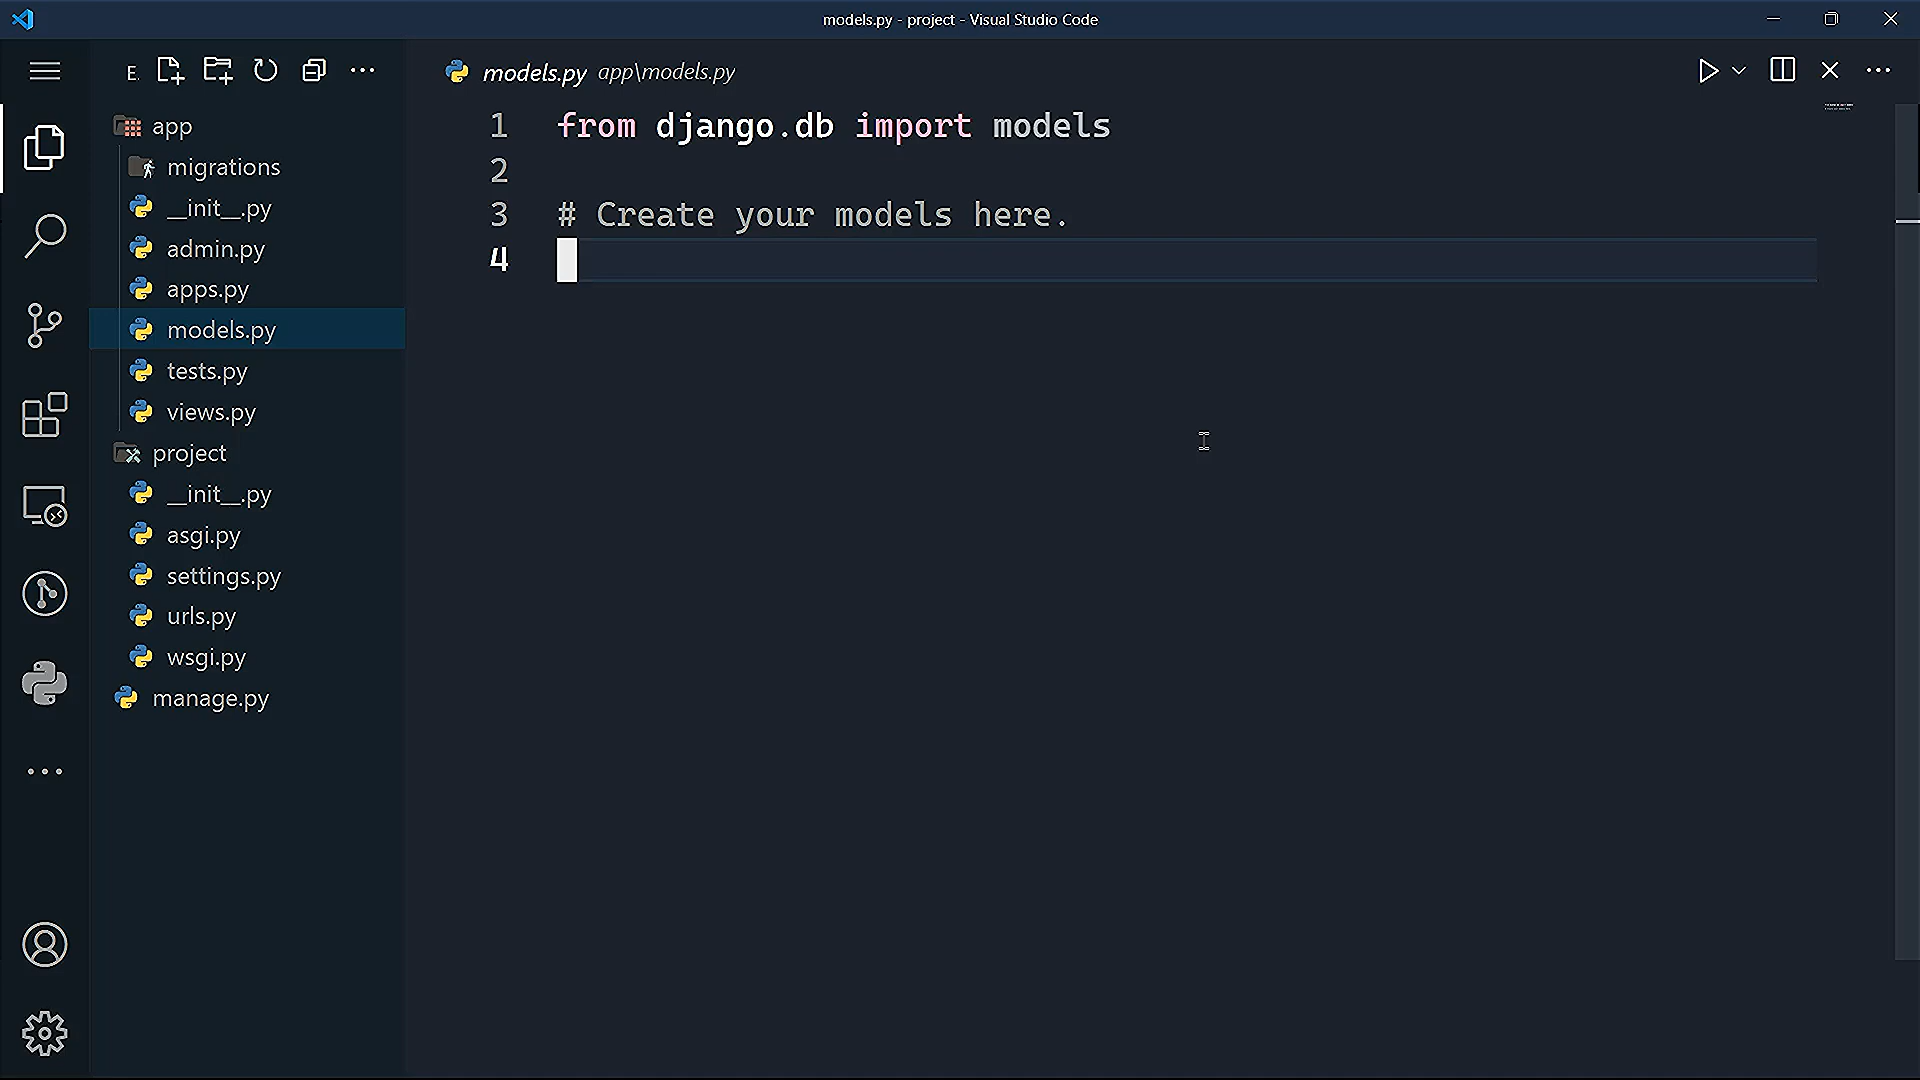 models.py - project - Visual Studio Code
E.
models.py app\models.py
app
migrations
__init__.py
admin.py
apps.py
models.py
tests.py
views.py
project
__init__.py
asgi.py
settings.py
urls.py
wsgi.py
manage.py
1 from django.db import models
2
3 # Create your models here.
4